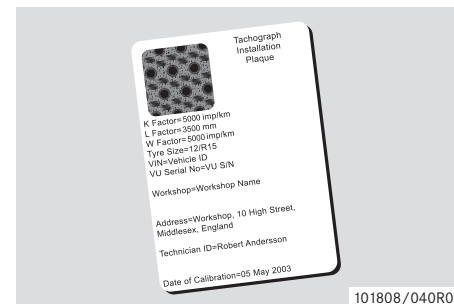 Tachograph
Installation
Plaque
K Factor=5000 imp/km
L Factor=3500 mm
W Factor=5000 imp/km
Tyre Size=12/R15
VIN=Vehicle ID
VU Serial No=VU S/N
Workshop=Workshop Name
Address=Workshop, 10 High Street,
Middlesex, England
Technician ID=Robert Andersson
Date of Calibration=05 May 2003
101808/040R0